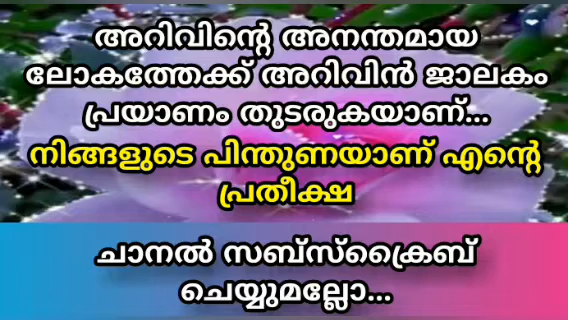 അറിവിന്റെ അനന്തമായ
ലോകത്തേക്ക് അറിവിൻ ജാലകം
പ്രയാണം തുടരുകയാണ്...
നിങ്ങളുടെ പിന്തുണയാണ് എന്റെ
പ്രതീക്ഷ
ചാനൽ സബ്സ്ക്രൈബ്
ചെയ്യുമല്ലോ...